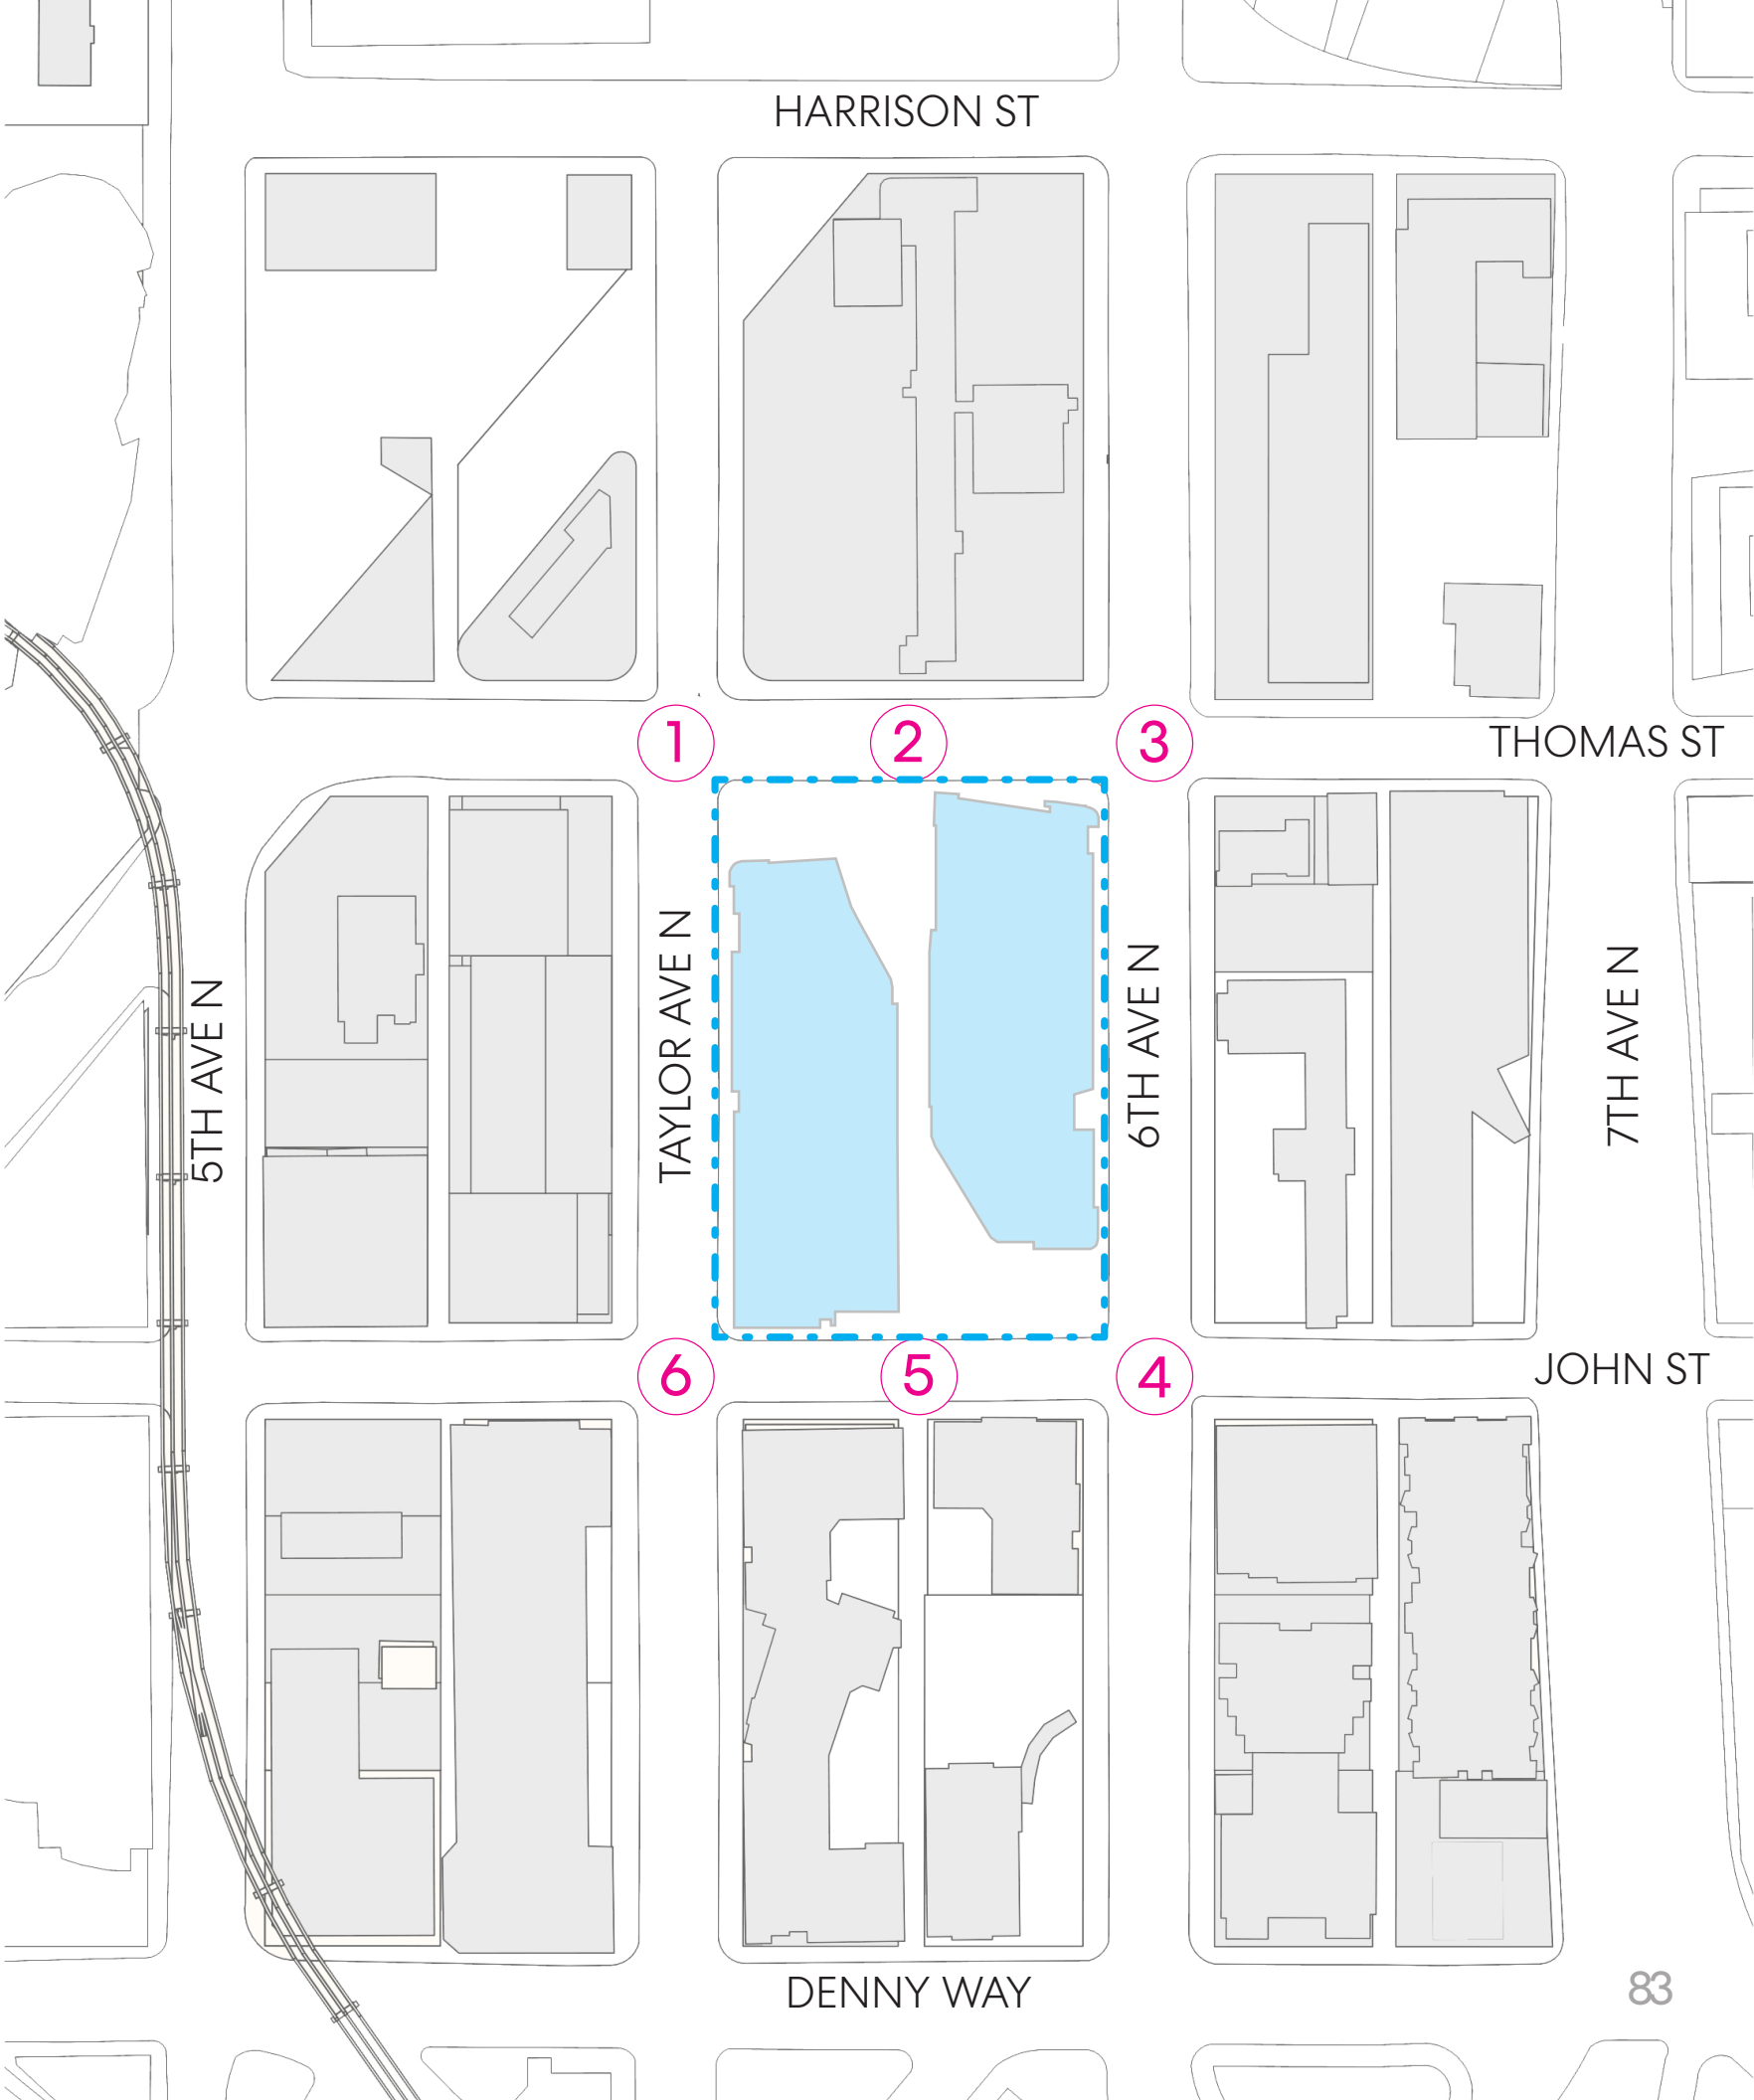 HARRISON ST
1
2
3
THOMAS ST
5TH AVE N
TAYLOR AVE N
6TH AVE N
7TH AVE N
6
5
4
JOHN ST
DENNY WAY
83